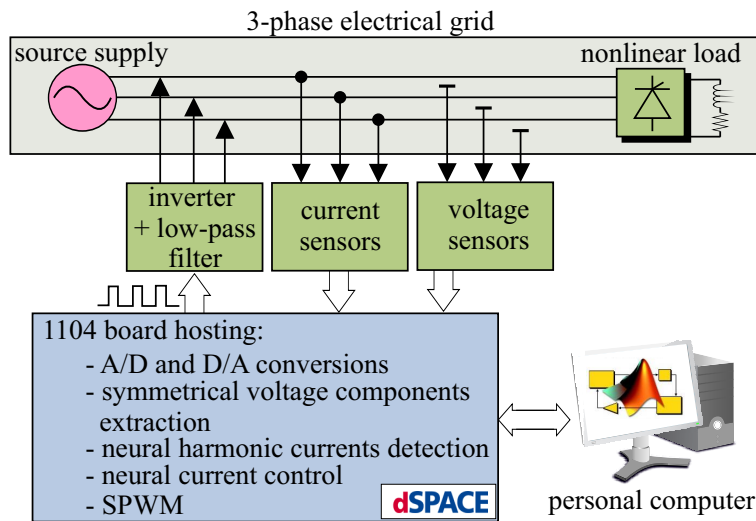 3-phase electrical grid
source supply
nonlinear load
inverter
+ low-pass
filter
current
sensors
voltage
sensors
1104 board hosting:
- A/D and D/A conversions
- symmetrical voltage components
extraction
- neural harmonic currents detection
- neural current control
- SPWM
dSPACE
personal computer